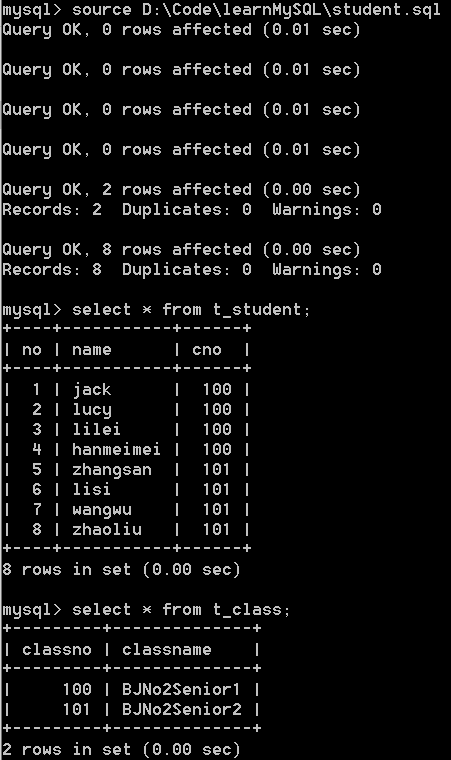 mysql> source D:\Code\learnMySQL\student.sql
Query OK, 0 rows affected (0.01 sec)

Query OK, 0 rows affected (0.01 sec)

Query OK, 0 rows affected (0.01 sec)

Query OK, 0 rows affected (0.01 sec)

Query OK, 2 rows affected (0.00 sec)
Records: 2  Duplicates: 0  Warnings: 0

Query OK, 8 rows affected (0.00 sec)
Records: 8  Duplicates: 0  Warnings: 0

mysql> select * from t_student;
+----+-----------+------+
| no | name      | cno  |
+----+-----------+------+
|  1 | jack      |  100 |
|  2 | lucy      |  100 |
|  3 | lilei     |  100 |
|  4 | hanmeimei |  100 |
|  5 | zhangsan  |  101 |
|  6 | lisi      |  101 |
|  7 | wangwu    |  101 |
|  8 | zhaoliu   |  101 |
+----+-----------+------+
8 rows in set (0.00 sec)

mysql> select * from t_class;
+---------+--------------+
| classno | classname    |
+---------+--------------+
|     100 | BJNo2Senior1 |
|     101 | BJNo2Senior2 |
+---------+--------------+
2 rows in set (0.00 sec)